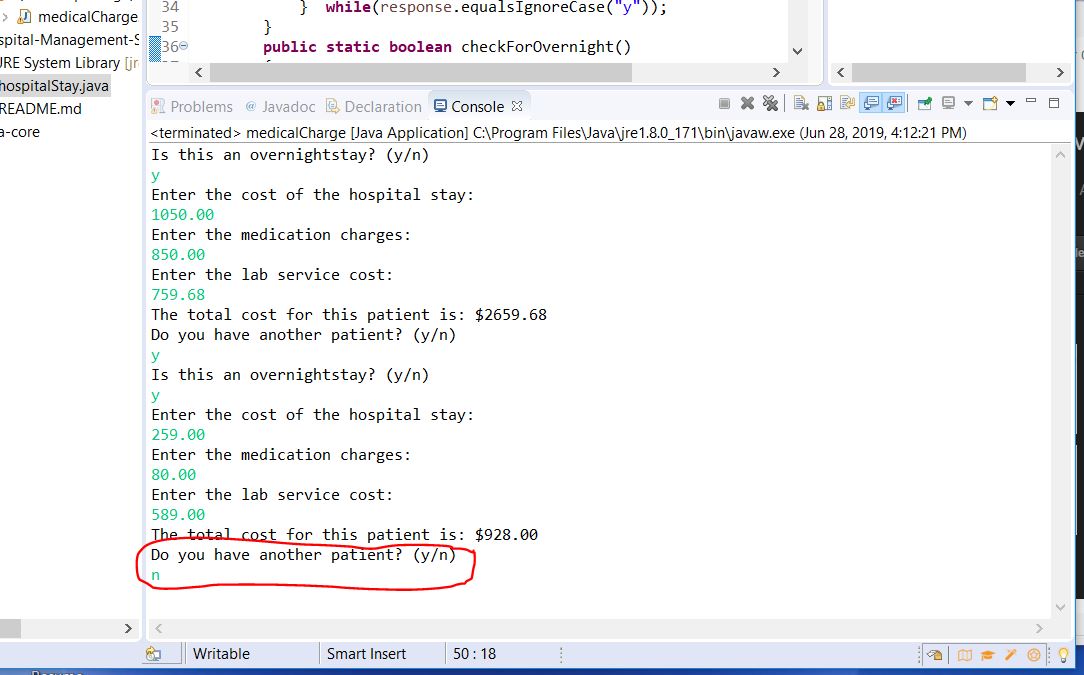 medicalCharge
spital-Management-S
RE System Library [jr
hospitalStay.java
README.md
a-core
34 } while(response.equalsIgnoreCase("y"));
35 }
36 public static boolean checkForOvernight()
Problems @ Javadoc Declaration Console
<terminated> medicalCharge [Java Application] C:\Program Files\Java\jre1.8.0_171\bin\javaw.exe (Jun 28, 2019, 4:12:21 PM)
Is this an overnightstay? (y/n)
y
Enter the cost of the hospital stay:
1050.00
Enter the medication charges:
850.00
Enter the lab service cost:
759.68
The total cost for this patient is: $2659.68
Do you have another patient? (y/n)
y
Is this an overnightstay? (y/n)
y
Enter the cost of the hospital stay:
259.00
Enter the medication charges:
80.00
Enter the lab service cost:
589.00
The total cost for this patient is: $928.00
Do you have another patient? (y/n)
n
Writable Smart Insert 50 : 18